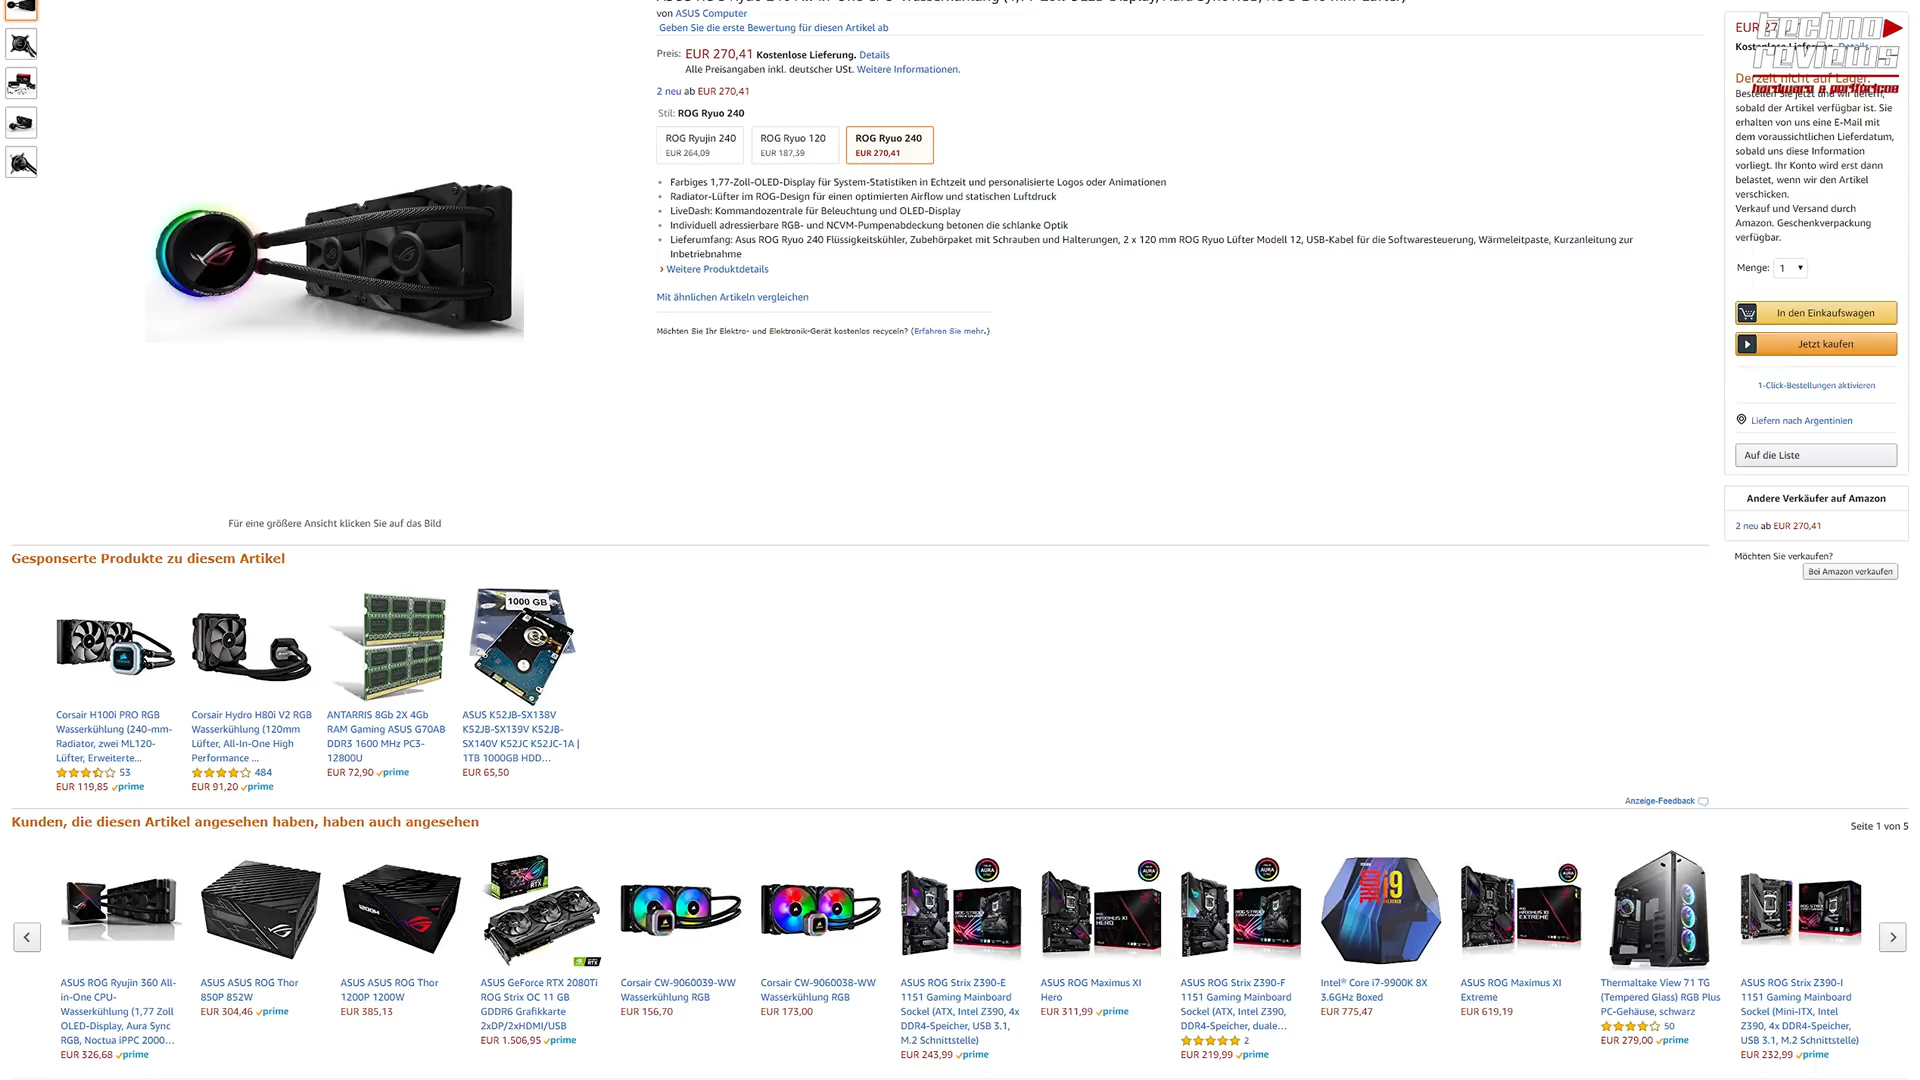 von ASUS Computer
Geben Sie die erste Bewertung für diesen Artikel ab
Preis: EUR 270,41 Kostenlose Lieferung. Details
Alle Preisangaben inkl. deutscher USt. Weitere Informationen.
2 neu ab EUR 270,41
Stil: ROG Ryuo 240
ROG Ryujin 240
EUR 264,09
ROG Ryuo 120
EUR 187,39
ROG Ryuo 240
EUR 270,41
Farbiges 1,77-Zoll-OLED-Display für System-Statistiken in Echtzeit und personalisierte Logos oder Animationen
Radiator-Lüfter im ROG-Design für einen optimierten Airflow und statischen Luftdruck
LiveDash: Kommandozentrale für Beleuchtung und OLED-Display
Individuell adressierbare RGB- und NCVM-Pumpenabdeckung betonen die schlanke Optik
Lieferumfang: Asus ROG Ryuo 240 Flüssigkeitskühler, Zubehörpaket mit Schrauben und Halterungen, 2 x 120 mm ROG Ryuo Lüfter Modell 12, USB-Kabel für die Softwaresteuerung, Wärmeleitpaste, Kurzanleitung zur
Inbetriebnahme
› Weitere Produktdetails
Mit ähnlichen Artikeln vergleichen
Möchten Sie Ihr Elektro- und Elektronik-Gerät kostenlos recyceln? (Erfahren Sie mehr.)
Für eine größere Ansicht klicken Sie auf das Bild
techno
reviews
hardware e periféricos
Derzeit nicht auf Lager.
Bestellen Sie jetzt und wir liefern,
sobald der Artikel verfügbar ist. Sie
erhalten von uns eine E-Mail mit
dem voraussichtlichen Lieferdatum,
sobald uns diese Information
vorliegt. Ihr Konto wird erst dann
belastet, wenn wir den Artikel
verschicken.
Verkauf und Versand durch
Amazon. Geschenkverpackung
verfügbar.
Menge: 1
In den Einkaufswagen
Jetzt kaufen
1-Click-Bestellungen aktivieren
Liefern nach Argentinien
Auf die Liste
Andere Verkäufer auf Amazon
2 neu ab EUR 270,41
Möchten Sie verkaufen?
Bei Amazon verkaufen
Gesponserte Produkte zu diesem Artikel
1000 GB
Corsair H100i PRO RGB
Wasserkühlung (240-mm-
Radiator, zwei ML120-
Lüfter, Erweiterte...
53
EUR 119,85 prime
Corsair Hydro H80i V2 RGB
Wasserkühlung (120mm
Lüfter, All-In-One High
Performance ...
484
EUR 91,20 prime
ANTARRIS 8Gb 2X 4Gb
RAM Gaming ASUS G70AB
DDR3 1600 MHz PC3-
12800U
EUR 72,90 prime
ASUS K52JB-SX138V
K52JB-SX139V K52JB-
SX140V K52JC K52JC-1A |
1TB 1000GB HDD...
EUR 65,50
Anzeige-Feedback
Kunden, die diesen Artikel angesehen haben, haben auch angesehen
Seite 1 von 5
ASUS ROG Ryujin 360 All-
in-One CPU-
Wasserkühlung (1,77 Zoll
OLED-Display, Aura Sync
RGB, Noctua iPPC 2000...
EUR 326,68 prime
ASUS ASUS ROG Thor
850P 852W
EUR 304,46 prime
ASUS ASUS ROG Thor
1200P 1200W
EUR 385,13
ASUS GeForce RTX 2080Ti
ROG Strix OC 11 GB
GDDR6 Grafikkarte
2xDP/2xHDMI/USB
EUR 1.506,95 prime
Corsair CW-9060039-WW
Wasserkühlung RGB
EUR 156,70
Corsair CW-9060038-WW
Wasserkühlung RGB
EUR 173,00
ASUS ROG Strix Z390-E
1151 Gaming Mainboard
Sockel (ATX, Intel Z390, 4x
DDR4-Speicher, USB 3.1,
M.2 Schnittstelle)
EUR 243,99 prime
ASUS ROG Maximus XI
Hero
EUR 311,99 prime
ASUS ROG Strix Z390-F
1151 Gaming Mainboard
Sockel (ATX, Intel Z390,
DDR4-Speicher, duale...
2
EUR 219,99 prime
Intel® Core i7-9900K 8X
3.6GHz Boxed
EUR 775,47
ASUS ROG Maximus XI
Extreme
EUR 619,19
Thermaltake View 71 TG
(Tempered Glass) RGB Plus
PC-Gehäuse, schwarz
50
EUR 279,00 prime
ASUS ROG Strix Z390-I
1151 Gaming Mainboard
Sockel (Mini-ITX, Intel
Z390, 4x DDR4-Speicher,
USB 3.1, M.2 Schnittstelle)
EUR 232,99 prime